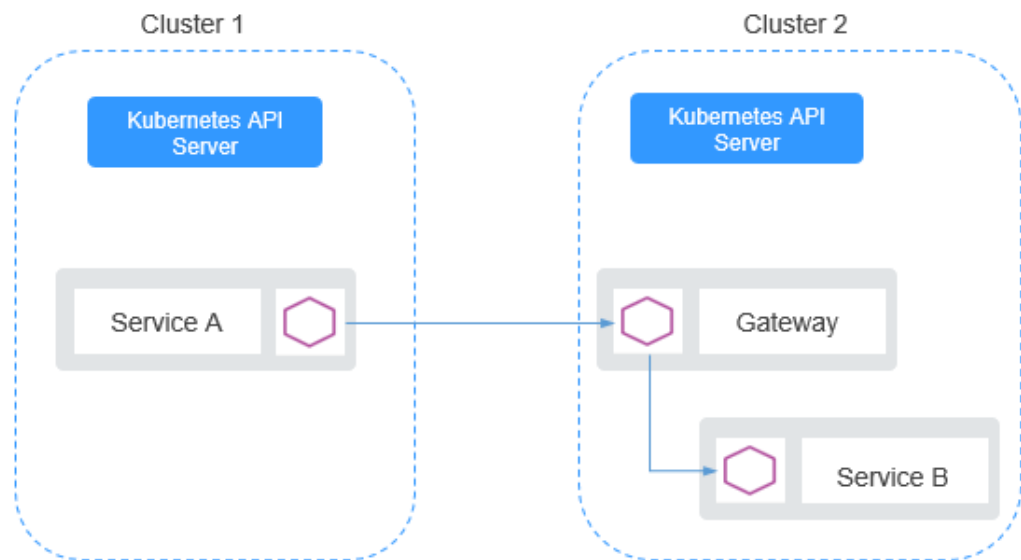 Cluster 1
Cluster 2
Kubernetes API
Server
Kubernetes API
Server
Service A
Gateway
Service B